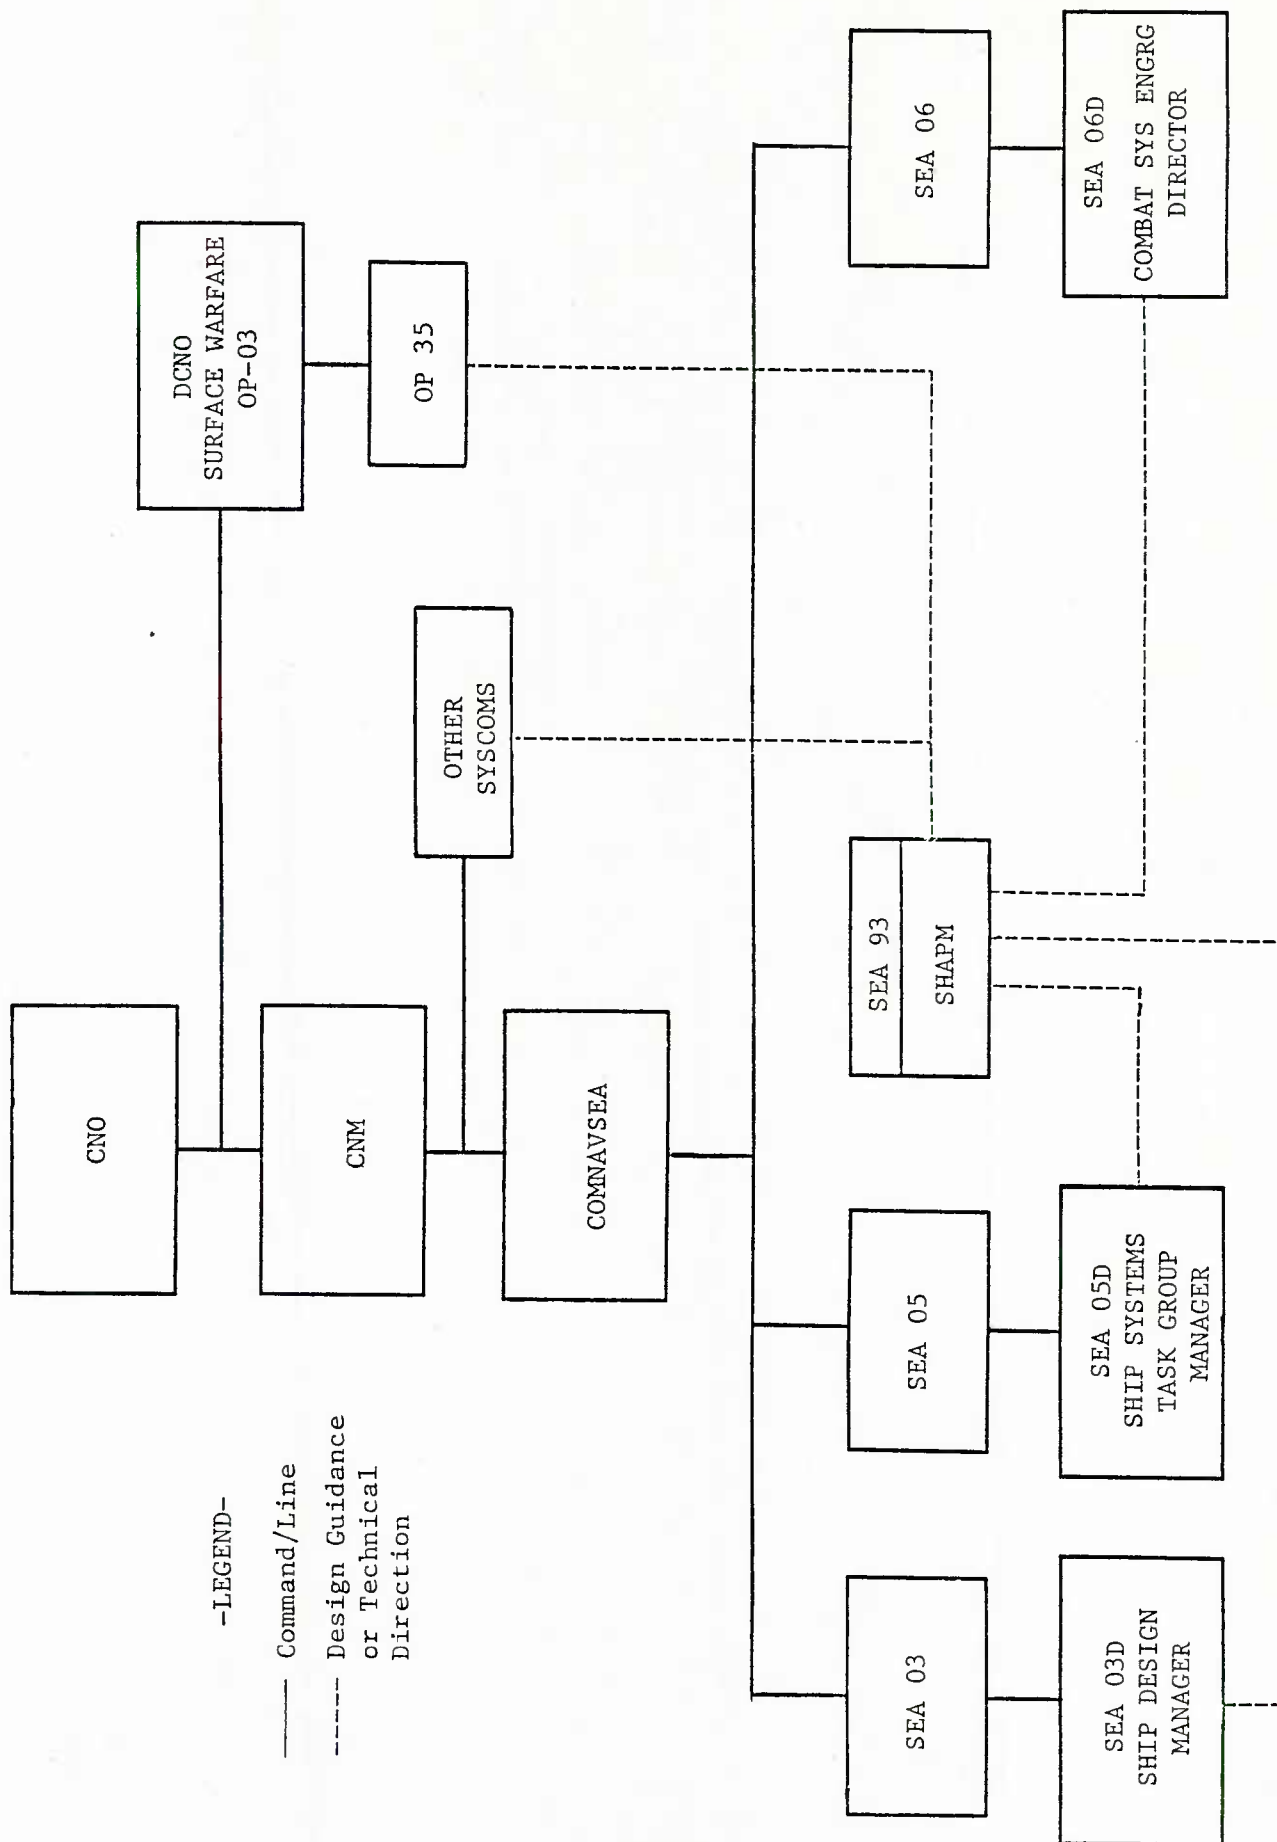 CNO
DCNO
SURFACE WARFARE
OP-03
CNM
OP 35
OTHER
SYSCOMS
COMNAVSEA
-LEGEND-
Command/Line
Design Guidance
or Technical
Direction
SEA 03
SEA 05
SEA 93
SHAPM
SEA 06
SEA 03D
SHIP DESIGN
MANAGER
SEA 05D
SHIP SYSTEMS
TASK GROUP
MANAGER
SEA 06D
COMBAT SYS ENGRG
DIRECTOR